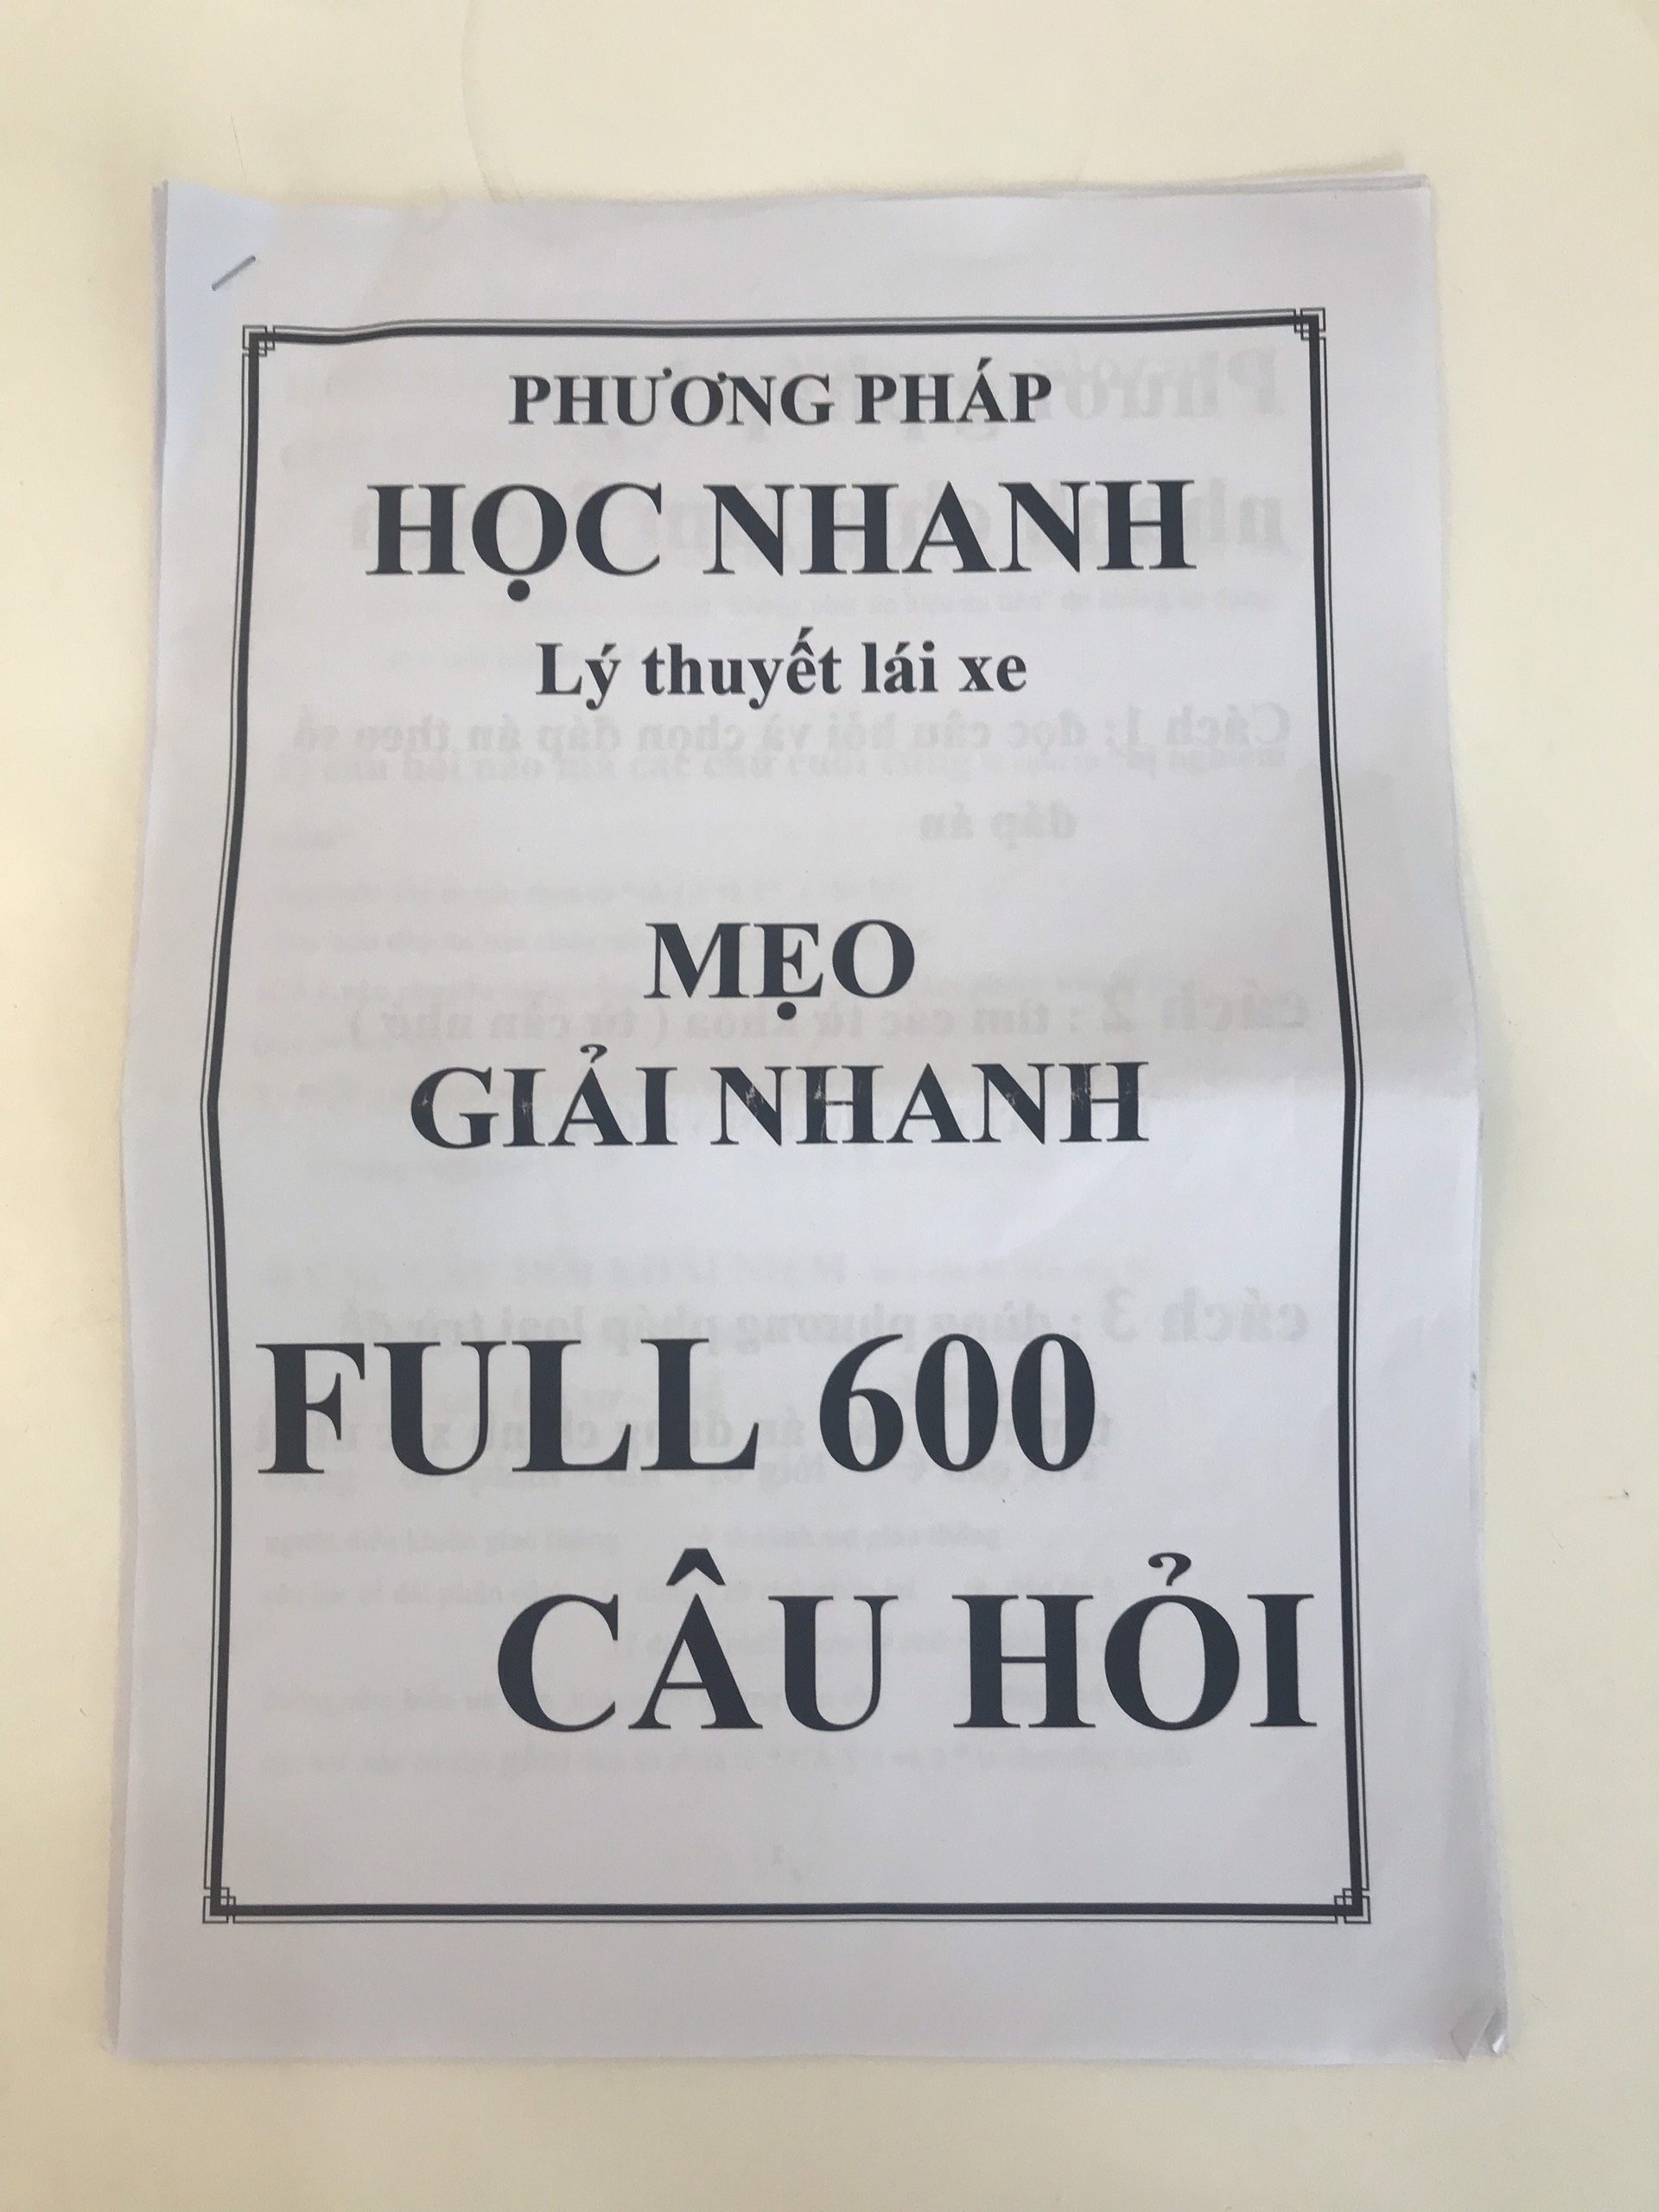 PHƯƠNG PHÁP
HỌC NHANH
Lý thuyết lái xe
MẸO
GIẢI NHANH
FULL 600
CÂU HỎI